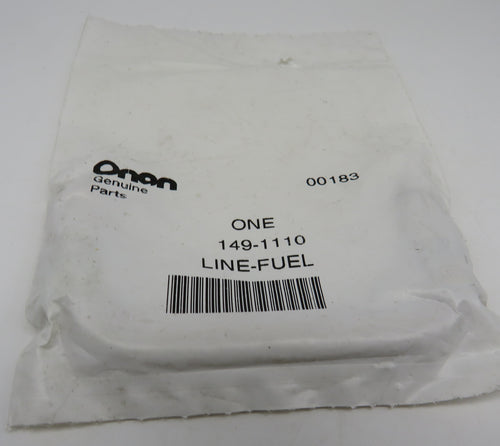 Onan
Genuine
Parts
00183
ONE
149-1110
LINE-FUEL